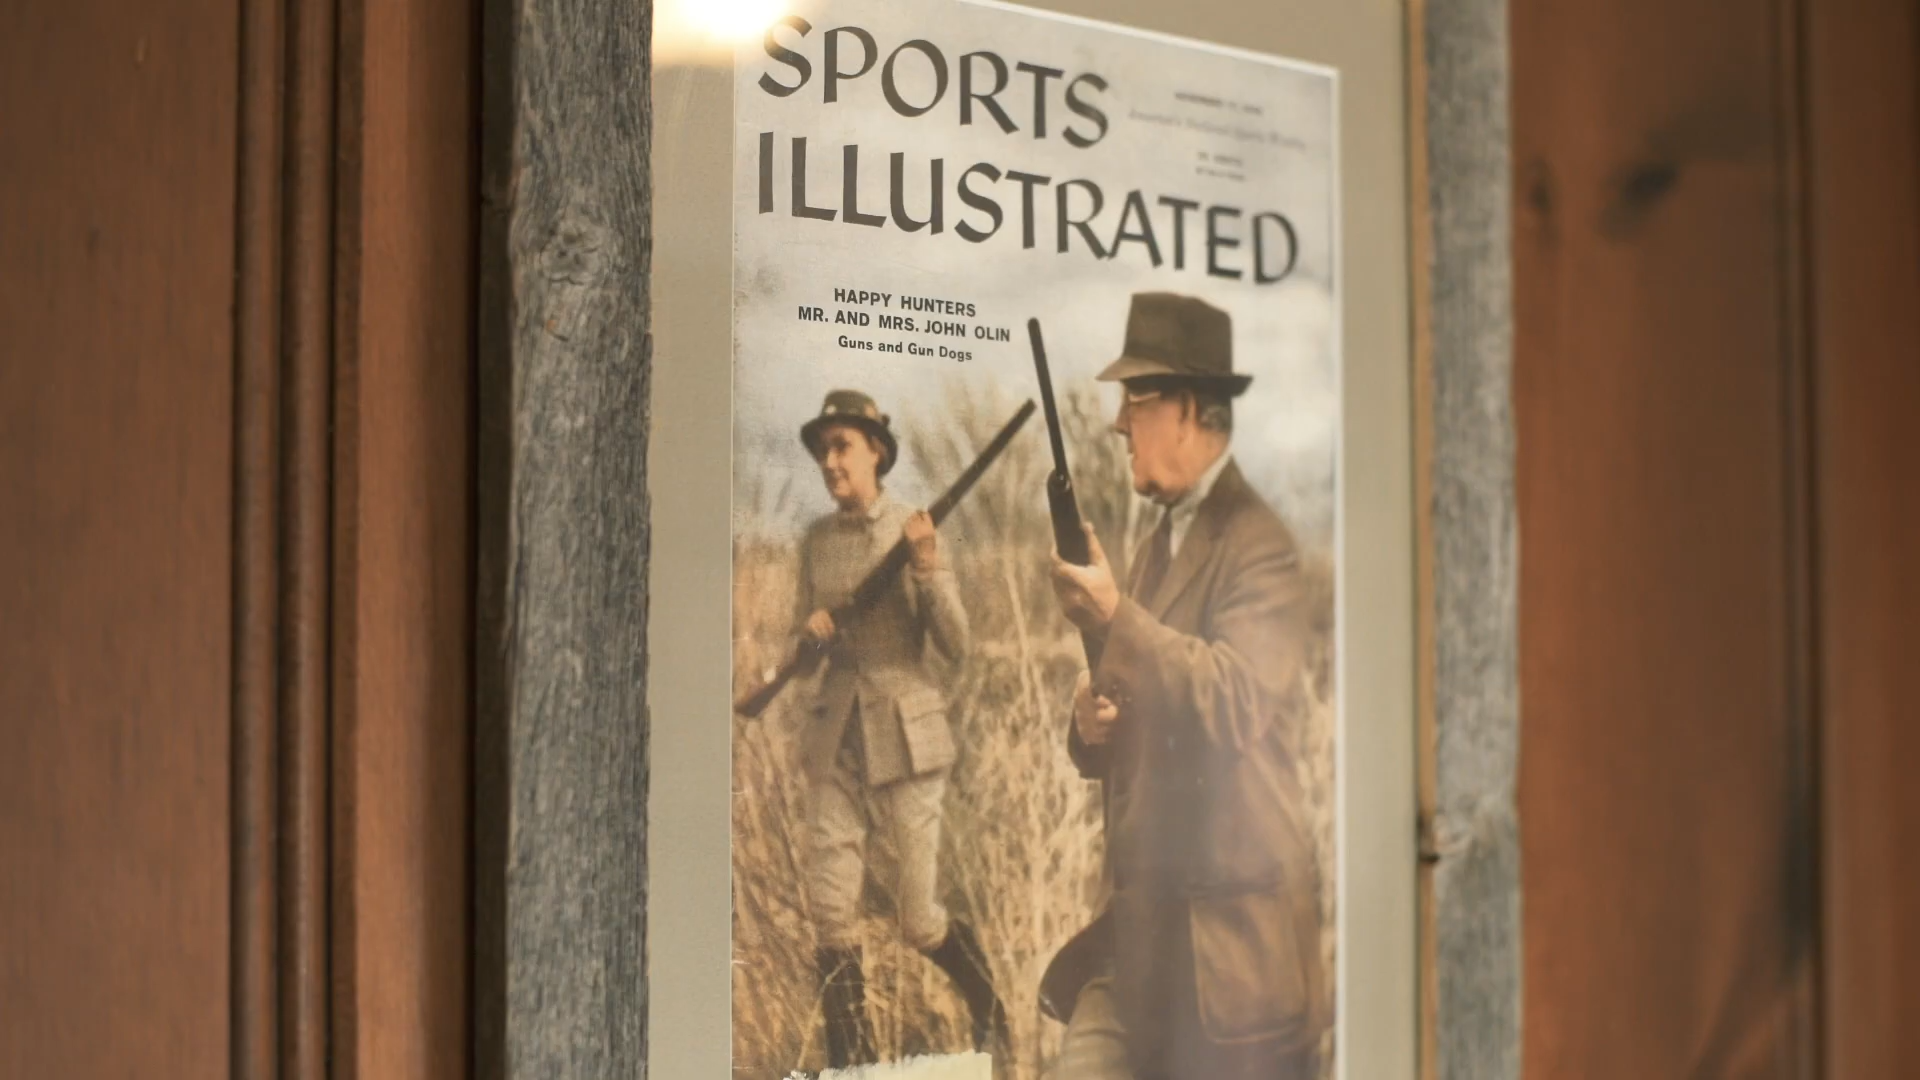 SPORTS
ILLUSTRATED
HAPPY HUNTERS
MR. AND MRS. JOHN OLIN
Guns and Gun Dogs